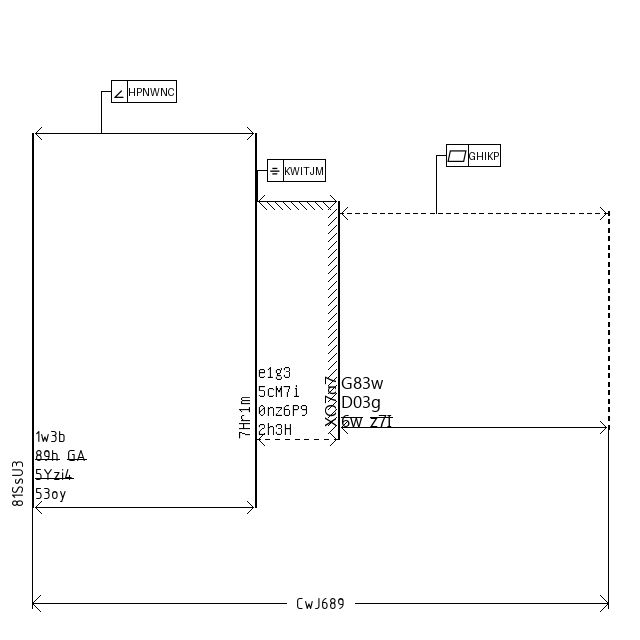 HPNWNC
GHIKP
KWITJM
e1g3
5cM7i
0nz6P9
2h3H
G83w
D03g
6w z7I
7Hr1m
1w3b
89h GA
5Yzi4
53oy
81SsU3
CwJ689